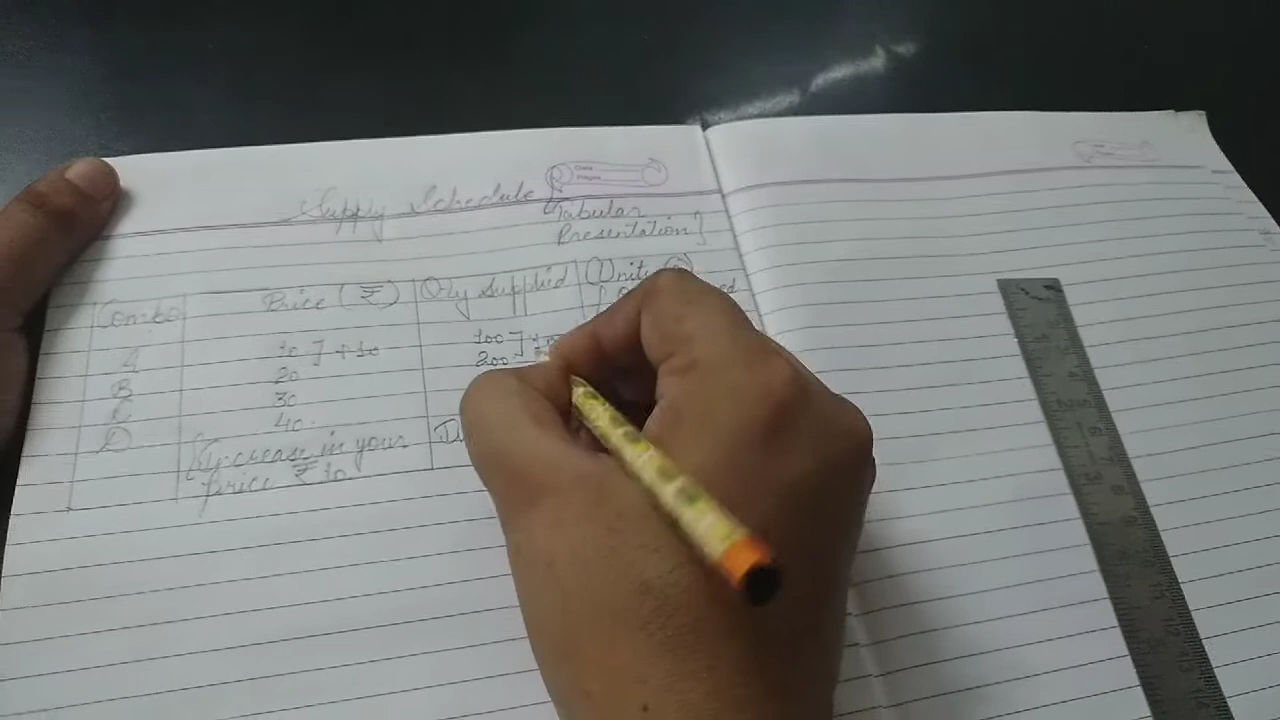 Supply Schedule
Tabular
Presentation]
Combo Price (₹) Qty Supplied (Units)
A 10 ] +10 100
B 20 200
C 30
D 40
[Increase in your
price ₹ 10